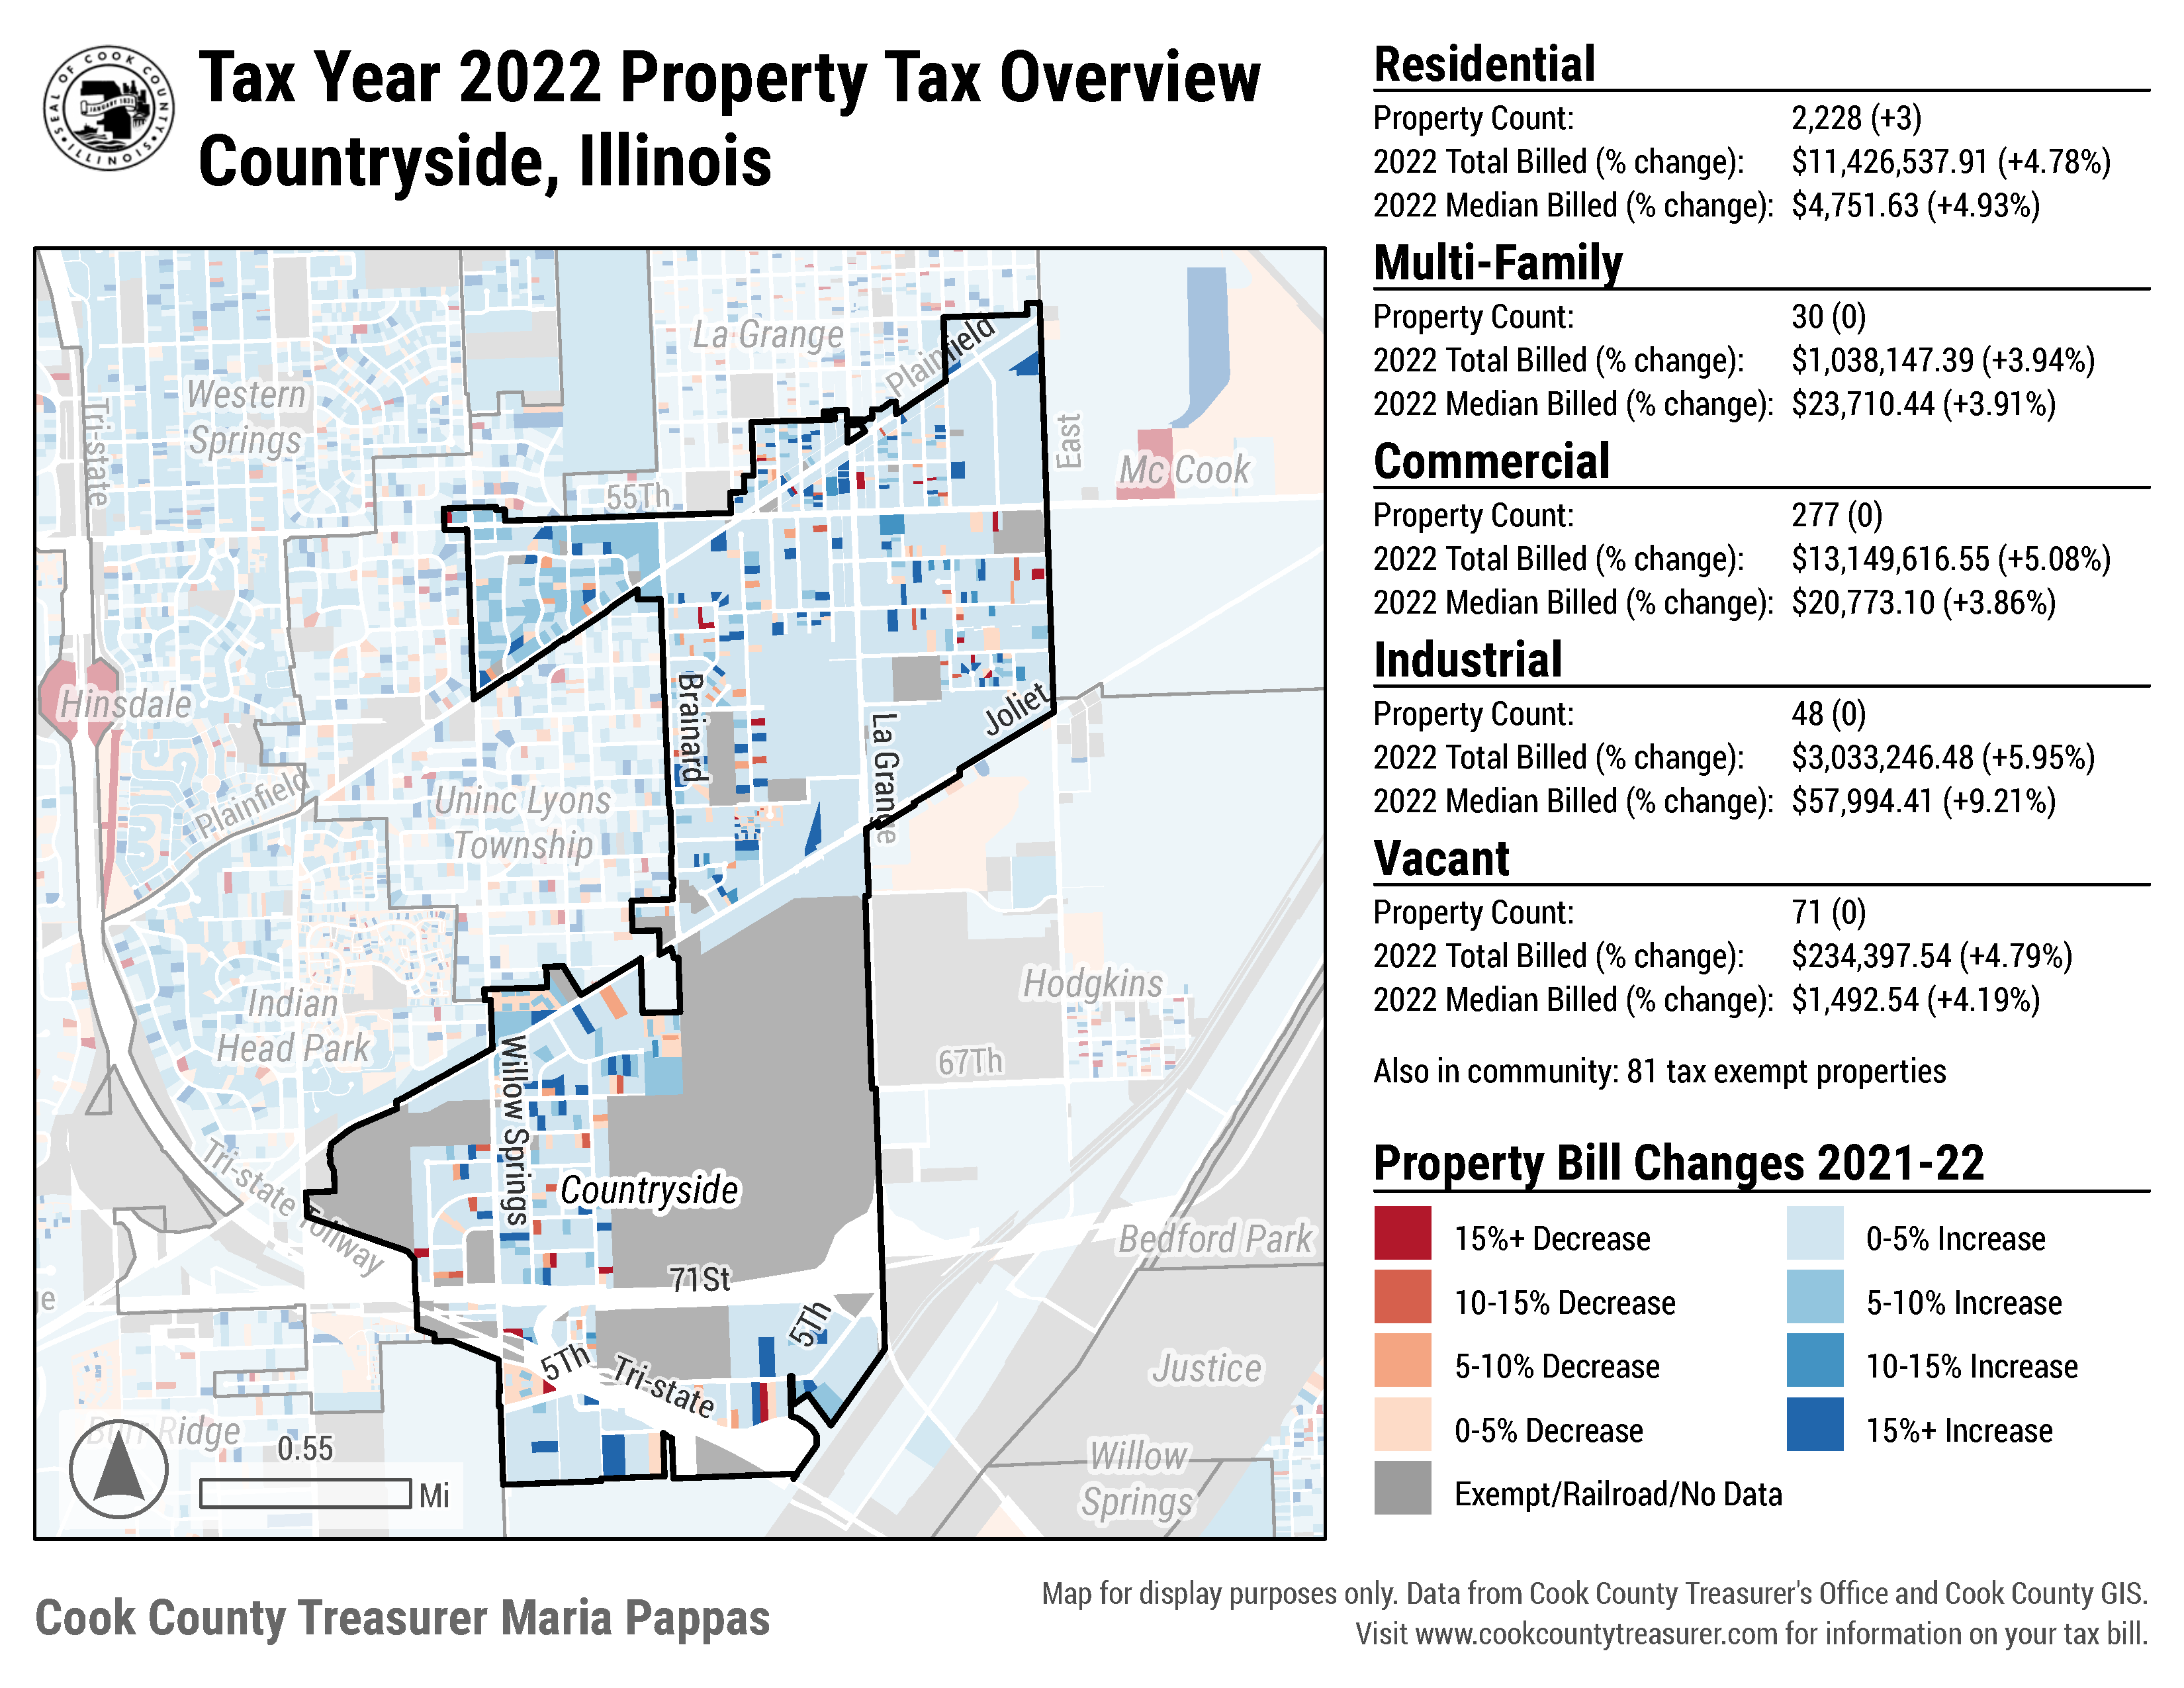 SEAL OF COOK COUNTY
JANUARY 1831
ILLINOIS
Tax Year 2022 Property Tax Overview
Countryside, Illinois
La Grange
Plainfield
Western
Springs
Tri-state
East
Mc Cook
55Th
Hinsdale
Brainard
Joliet
La Grange
Plainfield
Uninc Lyons
Township
Indian
Head Park
Hodgkins
67Th
Willow Springs
Tri-state Tollway
Countryside
Bedford Park
71St
5Th
ge
5Th
Tri-state
Justice
Burr Ridge
Willow
Springs
0.55
Mi
Residential
Property Count: 2,228 (+3)
2022 Total Billed (% change): $11,426,537.91 (+4.78%)
2022 Median Billed (% change): $4,751.63 (+4.93%)
Multi-Family
Property Count: 30 (0)
2022 Total Billed (% change): $1,038,147.39 (+3.94%)
2022 Median Billed (% change): $23,710.44 (+3.91%)
Commercial
Property Count: 277 (0)
2022 Total Billed (% change): $13,149,616.55 (+5.08%)
2022 Median Billed (% change): $20,773.10 (+3.86%)
Industrial
Property Count: 48 (0)
2022 Total Billed (% change): $3,033,246.48 (+5.95%)
2022 Median Billed (% change): $57,994.41 (+9.21%)
Vacant
Property Count: 71 (0)
2022 Total Billed (% change): $234,397.54 (+4.79%)
2022 Median Billed (% change): $1,492.54 (+4.19%)
Also in community: 81 tax exempt properties
Property Bill Changes 2021-22
15%+ Decrease
0-5% Increase
10-15% Decrease
5-10% Increase
5-10% Decrease
10-15% Increase
0-5% Decrease
15%+ Increase
Exempt/Railroad/No Data
Cook County Treasurer Maria Pappas
Map for display purposes only. Data from Cook County Treasurer's Office and Cook County GIS.
Visit www.cookcountytreasurer.com for information on your tax bill.